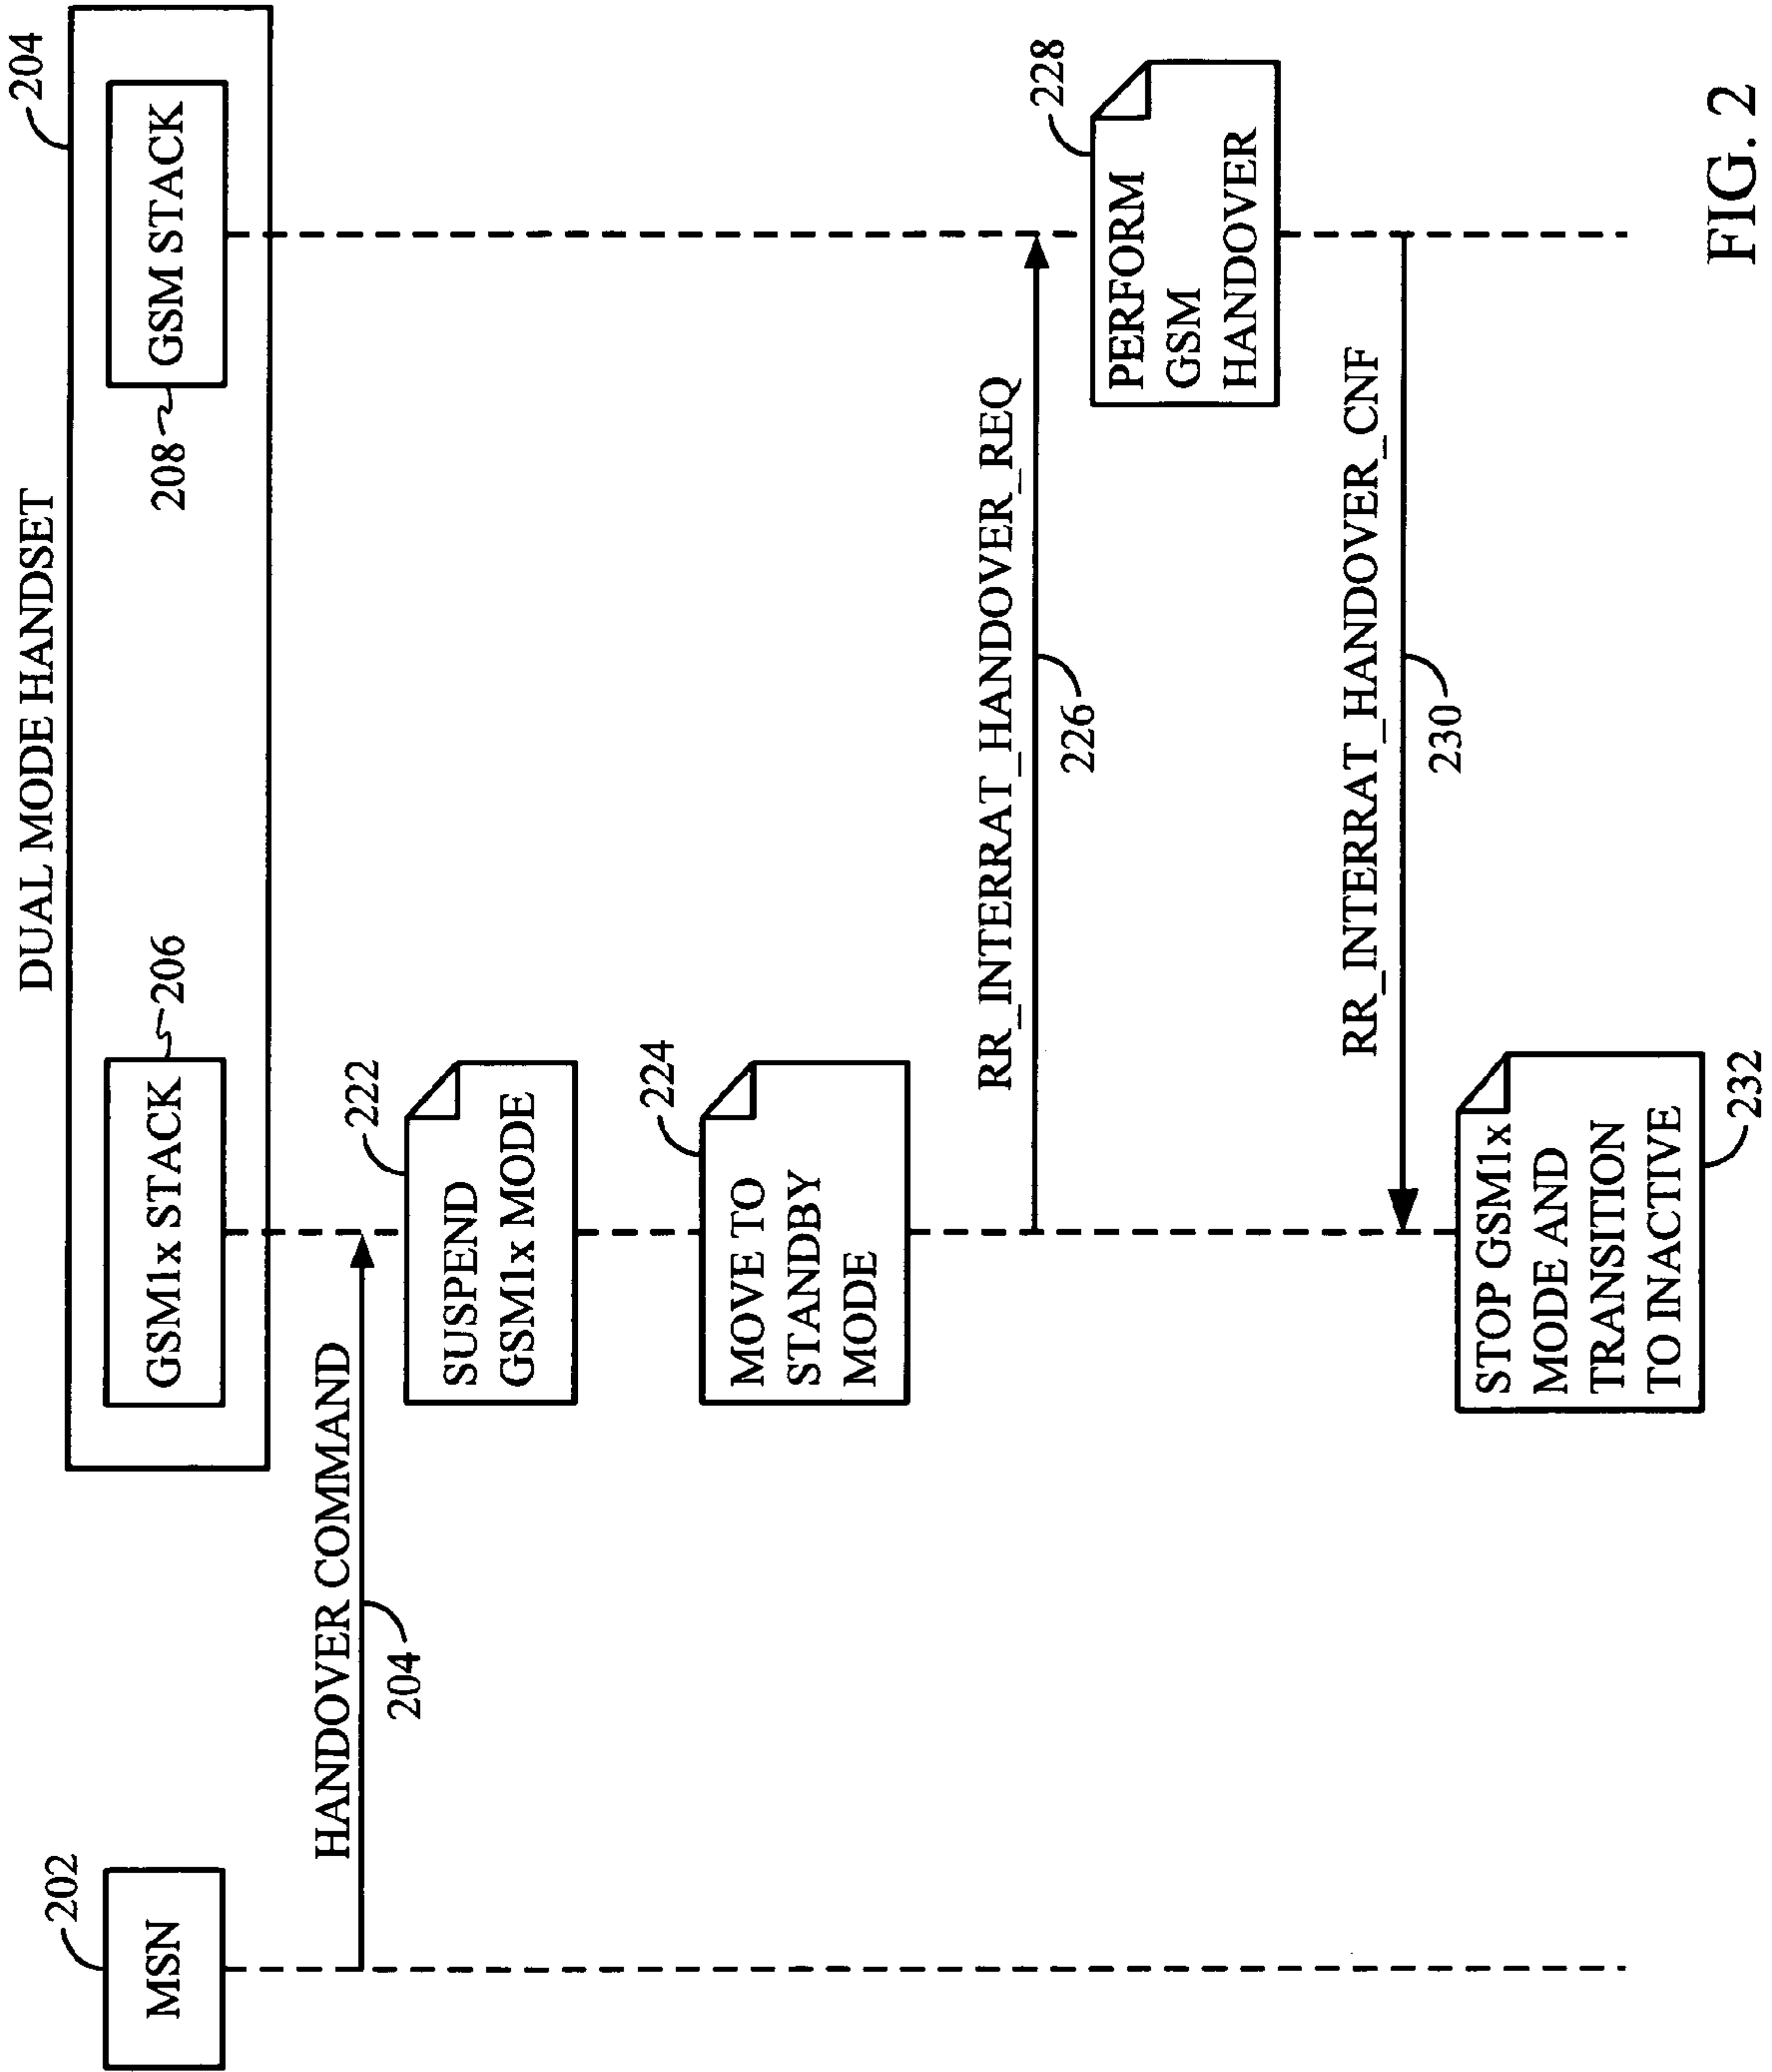 DUAL MODE HANDSET
204
202
MSN
GSM1x STACK
206
208
GSM STACK
HANDOVER COMMAND
204
222
SUSPEND
GSM1x MODE
224
MOVE TO
STANDBY
MODE
RR_INTERRAT_HANDOVER_REQ
226
228
PERFORM
GSM
HANDOVER
RR_INTERRAT_HANDOVER_CNF
230
STOP GSM1x
MODE AND
TRANSITION
TO INACTIVE
232
FIG. 2